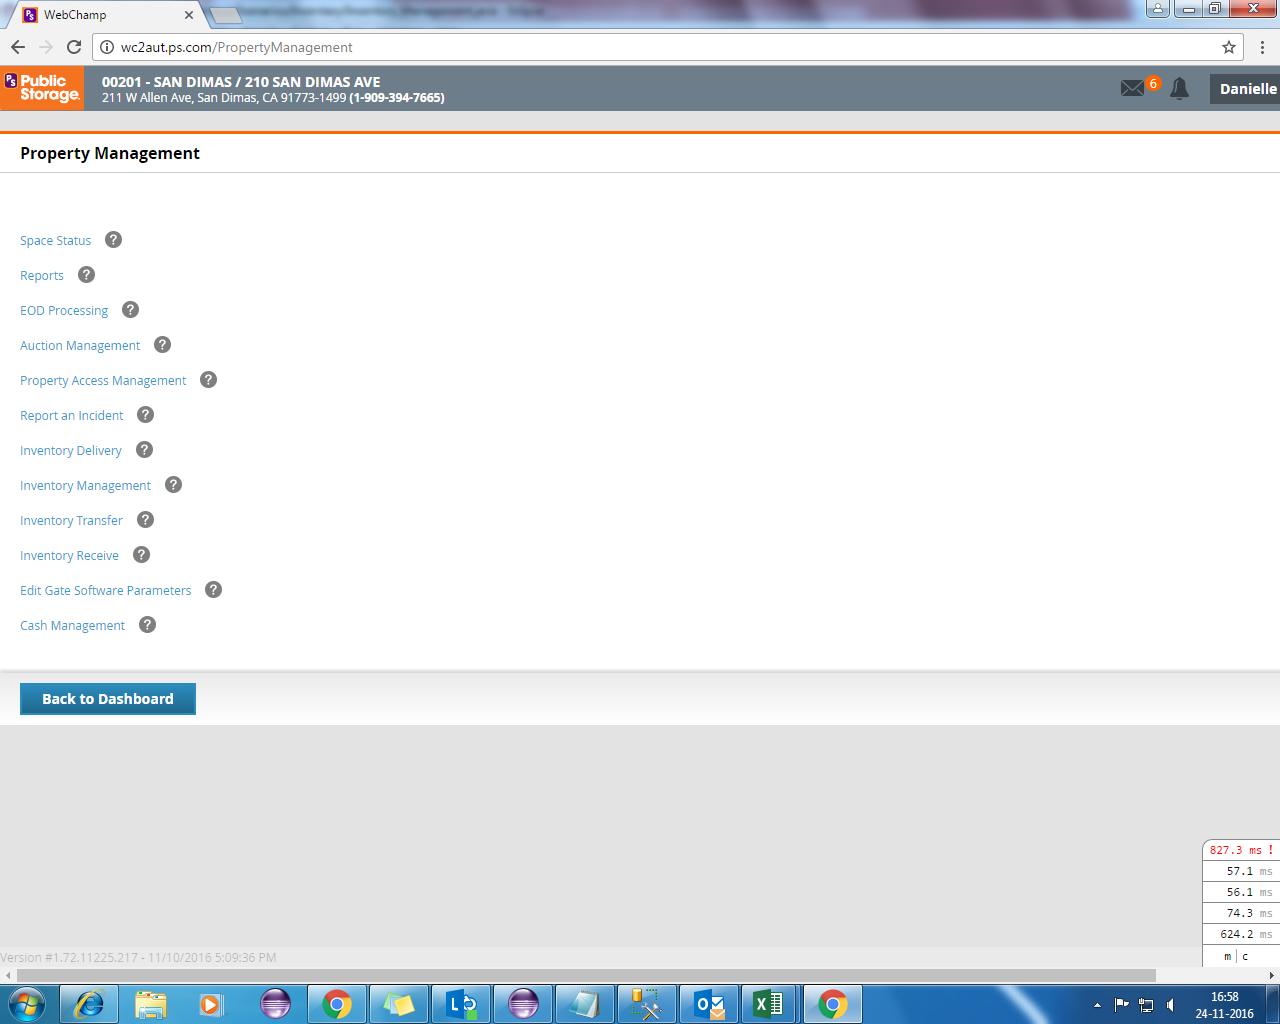 WebChamp
wc2aut.ps.com/PropertyManagement
PS Public Storage.
00201 - SAN DIMAS / 210 SAN DIMAS AVE
211 W Allen Ave, San Dimas, CA 91773-1499 (1-909-394-7665)
6
Danielle
Property Management
Space Status ?
Reports ?
EOD Processing ?
Auction Management ?
Property Access Management ?
Report an Incident ?
Inventory Delivery ?
Inventory Management ?
Inventory Transfer ?
Inventory Receive ?
Edit Gate Software Parameters ?
Cash Management ?
Back to Dashboard
827.3 ms !
57.1 ms
56.1 ms
74.3 ms
624.2 ms
m | c
Version #1.72.11225.217 - 11/10/2016 5:09:36 PM
16:58
24-11-2016